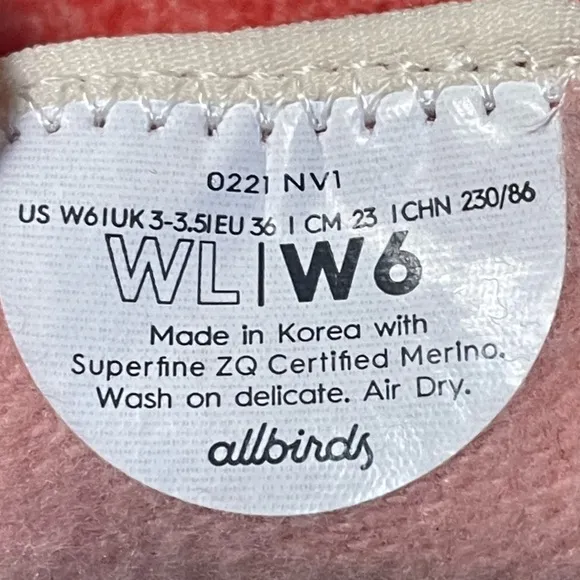 0221 NV1
US W6 | UK 3-3.5 | EU 36 | CM 23 | CHN 230/86
WL | W6
Made in Korea with
Superfine ZQ Certified Merino.
Wash on delicate. Air Dry.
allbirds